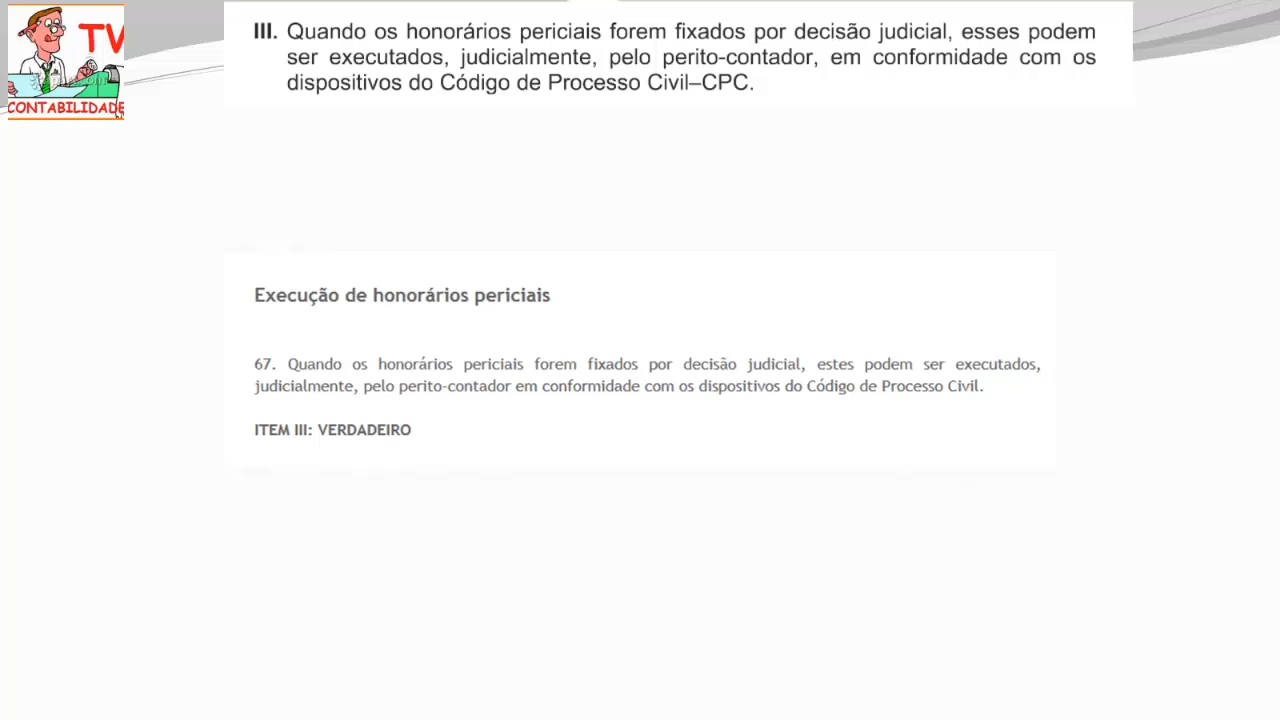 TV
CONTABILIDADE
III. Quando os honorários periciais forem fixados por decisão judicial, esses podem
ser executados, judicialmente, pelo perito-contador, em conformidade com os
dispositivos do Código de Processo Civil–CPC.
Execução de honorários periciais
67. Quando os honorários periciais forem fixados por decisão judicial, estes podem ser executados,
judicialmente, pelo perito-contador em conformidade com os dispositivos do Código de Processo Civil.
ITEM III: VERDADEIRO